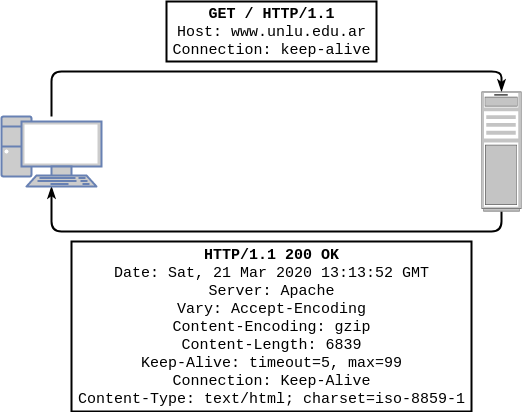 GET / HTTP/1.1
Host: www.unlu.edu.ar
Connection: keep-alive
HTTP/1.1 200 OK
Date: Sat, 21 Mar 2020 13:13:52 GMT
Server: Apache
Vary: Accept-Encoding
Content-Encoding: gzip
Content-Length: 6839
Keep-Alive: timeout=5, max=99
Connection: Keep-Alive
Content-Type: text/html; charset=iso-8859-1